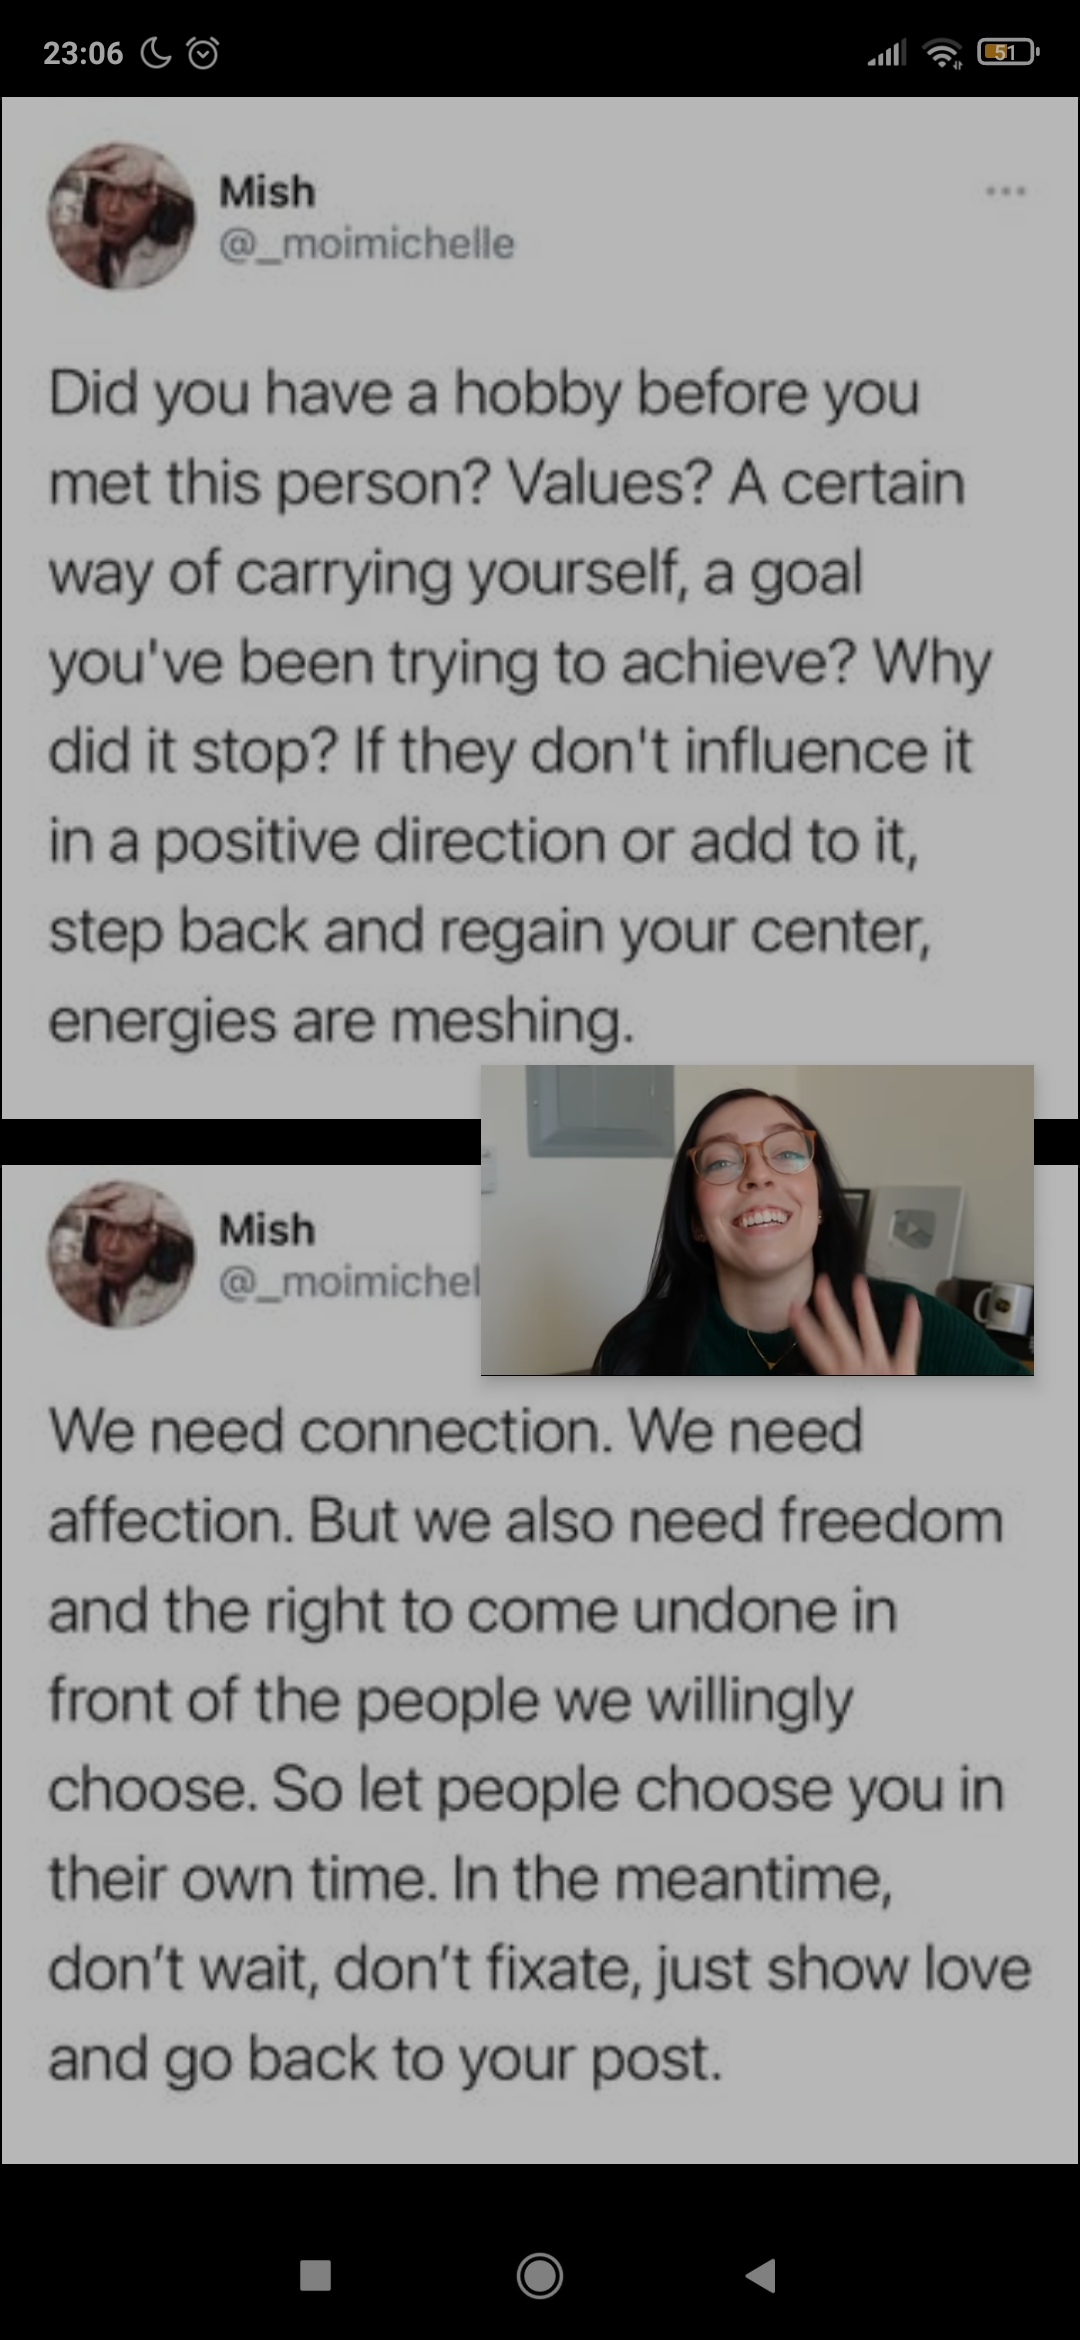 23:06
51
Mish
@_moimichelle
Did you have a hobby before you
met this person? Values? A certain
way of carrying yourself, a goal
you've been trying to achieve? Why
did it stop? If they don't influence it
in a positive direction or add to it,
step back and regain your center,
energies are meshing.
Mish
@_moimichel
We need connection. We need
affection. But we also need freedom
and the right to come undone in
front of the people we willingly
choose. So let people choose you in
their own time. In the meantime,
don’t wait, don’t fixate, just show love
and go back to your post.